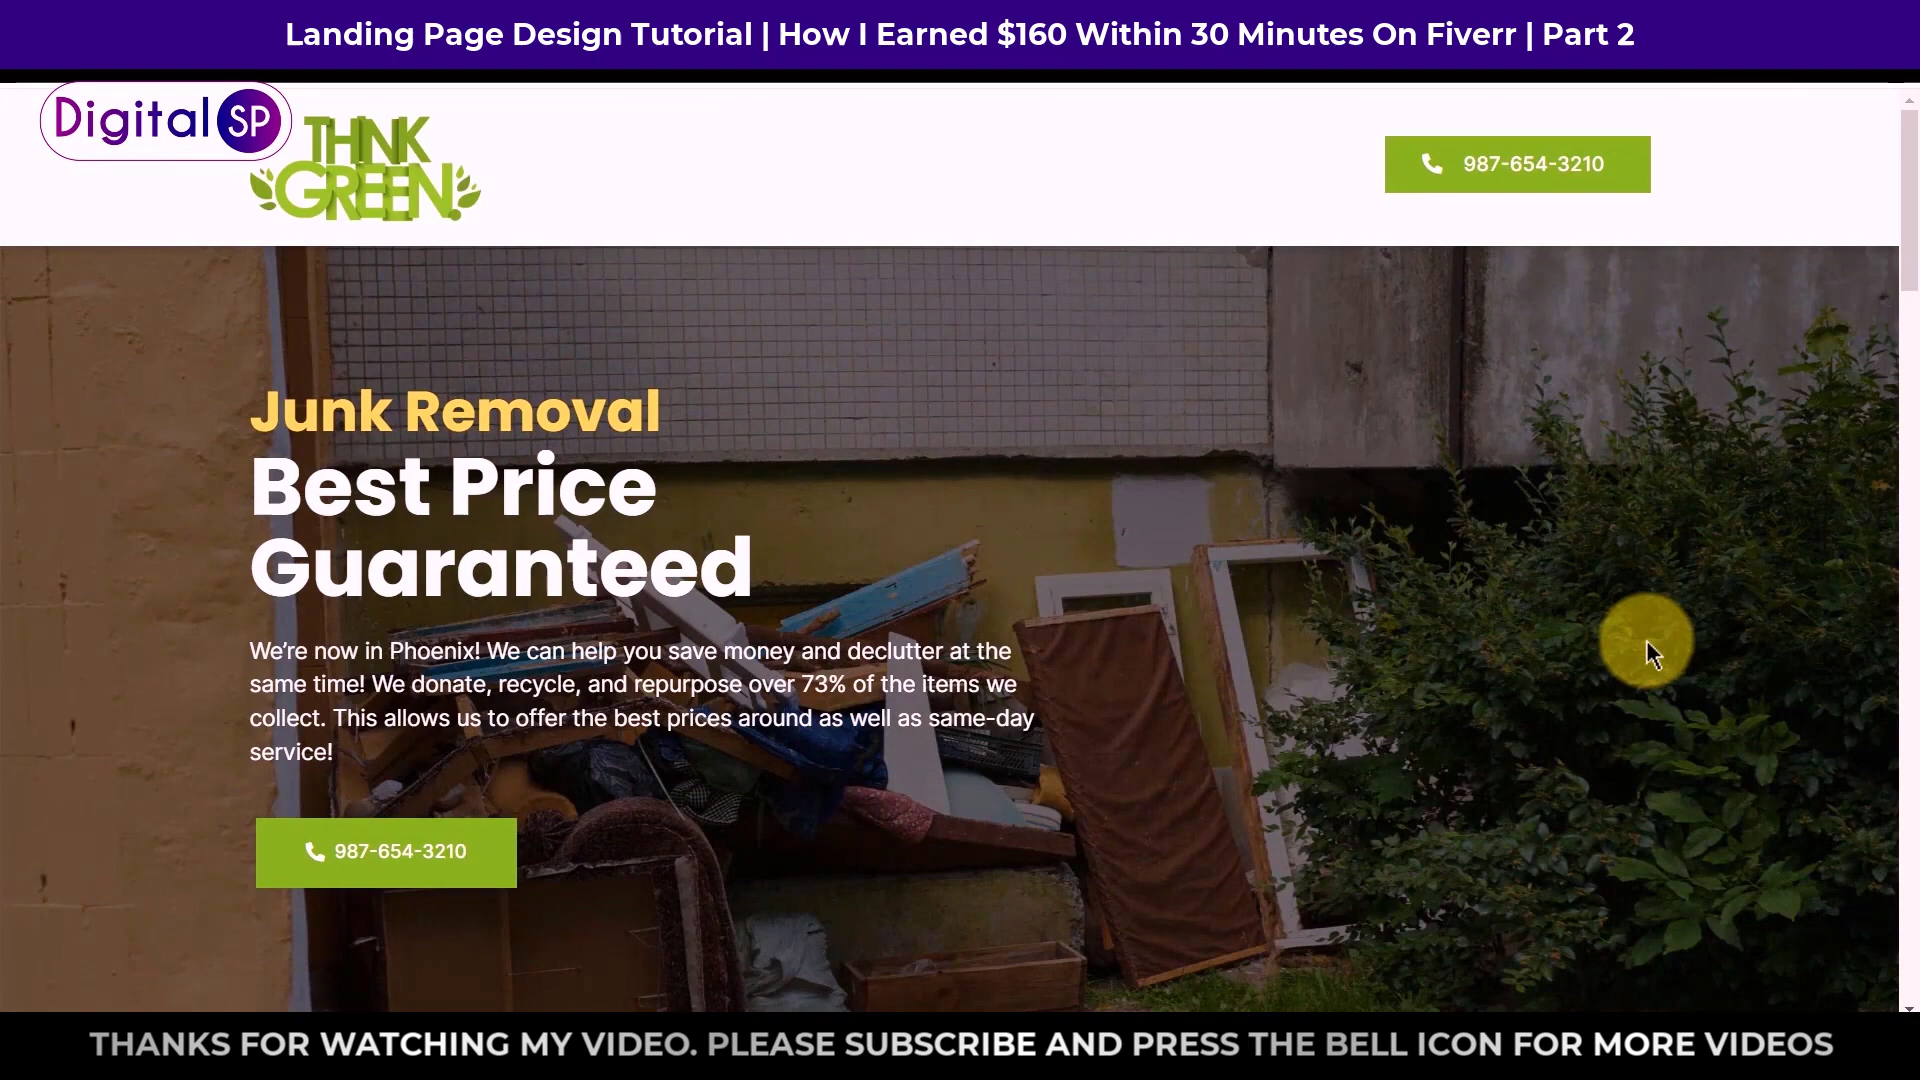 Landing Page Design Tutorial | How I Earned $160 Within 30 Minutes On Fiverr | Part 2
Digital SP
THINK
GREEN
987-654-3210
Junk Removal
Best Price
Guaranteed
We’re now in Phoenix! We can help you save money and declutter at the
same time! We donate, recycle, and repurpose over 73% of the items we
collect. This allows us to offer the best prices around as well as same-day
service!
987-654-3210
THANKS FOR WATCHING MY VIDEO. PLEASE SUBSCRIBE AND PRESS THE BELL ICON FOR MORE VIDEOS